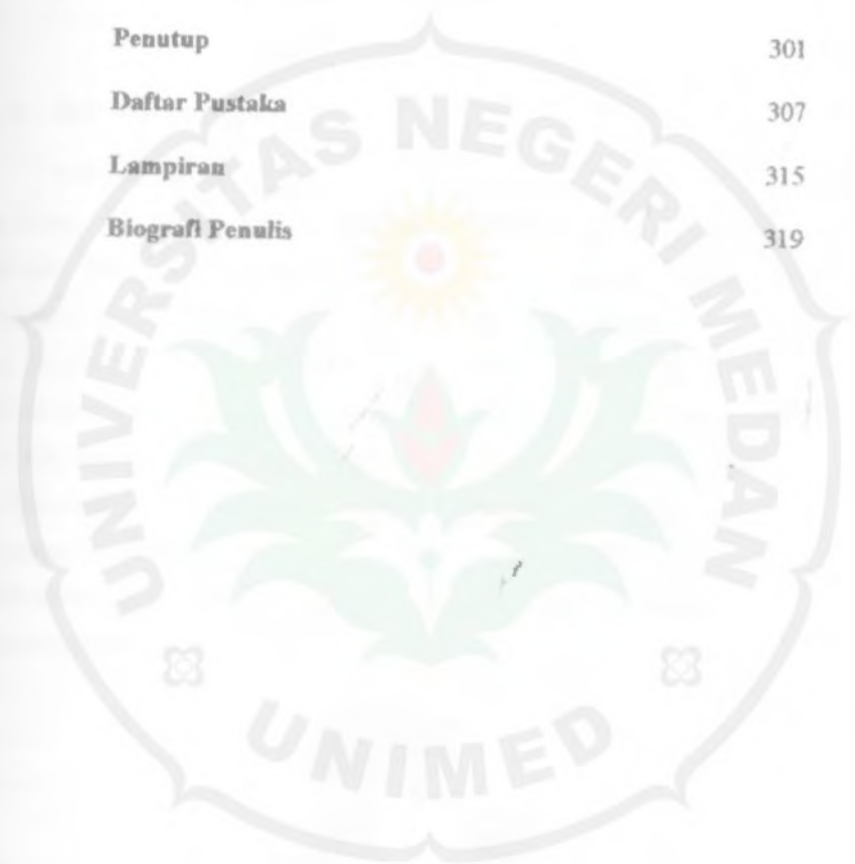 Penutup 301
Daftar Pustaka 307
Lampiran 315
Biografi Penulis 319
UNIVERSITAS NEGERI MEDAN
UNIMED